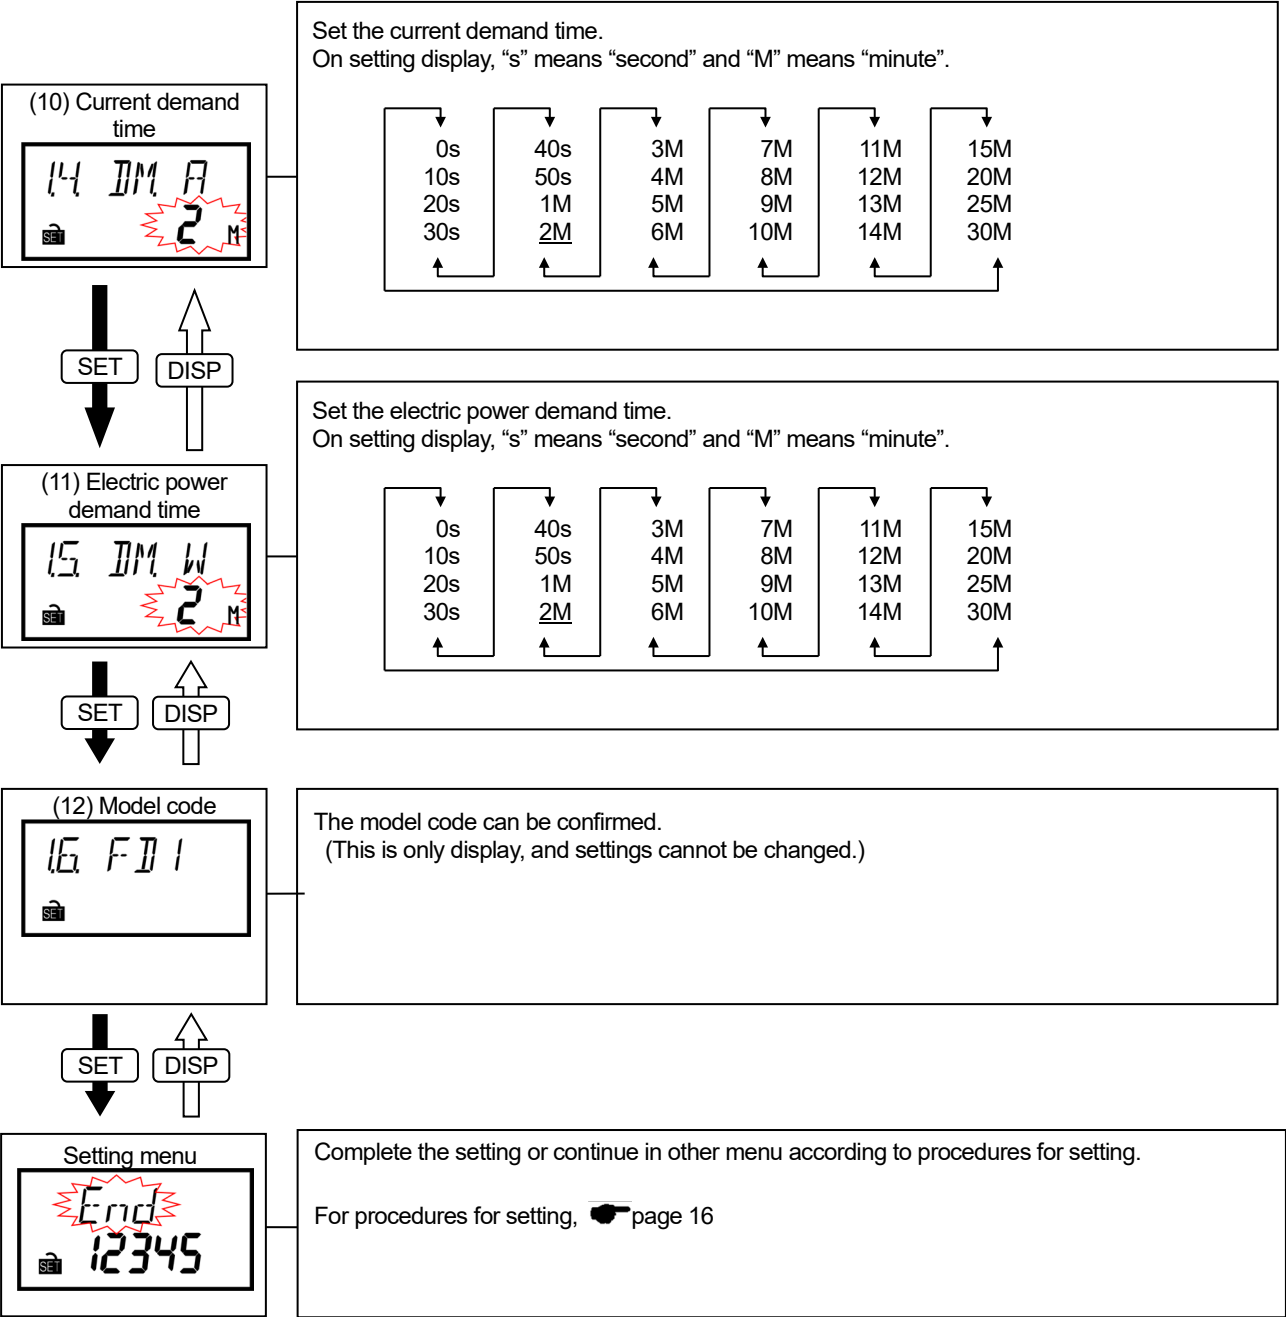 Set the current demand time.
On setting display, “s” means “second” and “M” means “minute”.
(10) Current demand
time
1.4. DM. A
2 M
SET
0s 40s 3M 7M 11M 15M
10s 50s 4M 8M 12M 20M
20s 1M 5M 9M 13M 25M
30s 2M 6M 10M 14M 30M
SET DISP
Set the electric power demand time.
On setting display, “s” means “second” and “M” means “minute”.
(11) Electric power
demand time
1.5. DM. W
2 M
SET
0s 40s 3M 7M 11M 15M
10s 50s 4M 8M 12M 20M
20s 1M 5M 9M 13M 25M
30s 2M 6M 10M 14M 30M
SET DISP
(12) Model code
1.6. FD1
SET
The model code can be confirmed.
(This is only display, and settings cannot be changed.)
SET DISP
Setting menu
End
12345
SET
Complete the setting or continue in other menu according to procedures for setting.
For procedures for setting, page 16